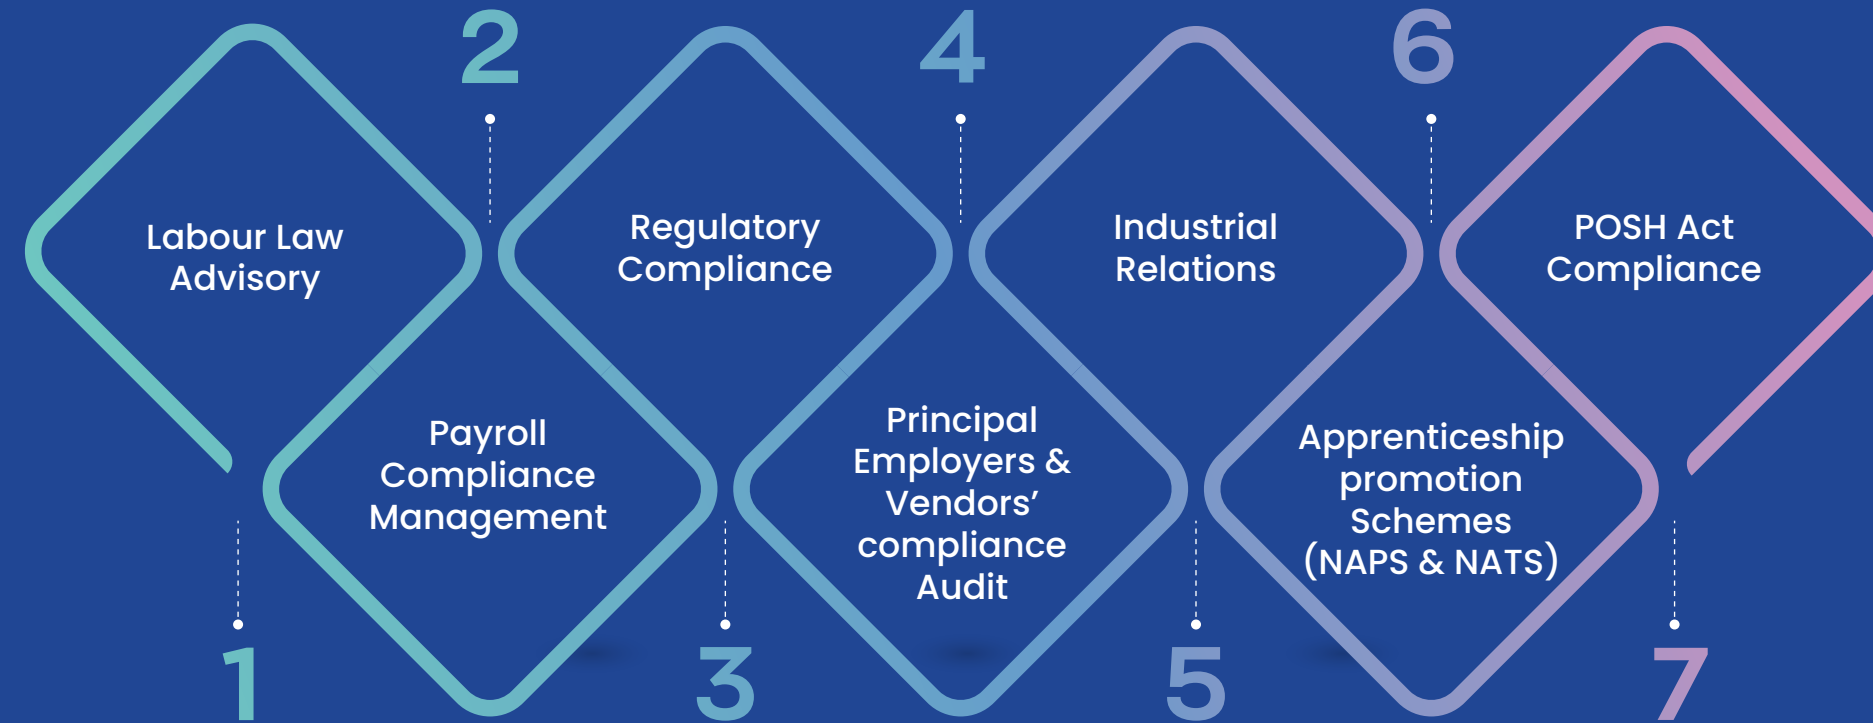 1
Labour Law
Advisory
2
Payroll
Compliance
Management
3
Regulatory
Compliance
4
Principal
Employers &
Vendors’
compliance
Audit
5
Industrial
Relations
6
Apprenticeship
promotion
Schemes
(NAPS & NATS)
7
POSH Act
Compliance